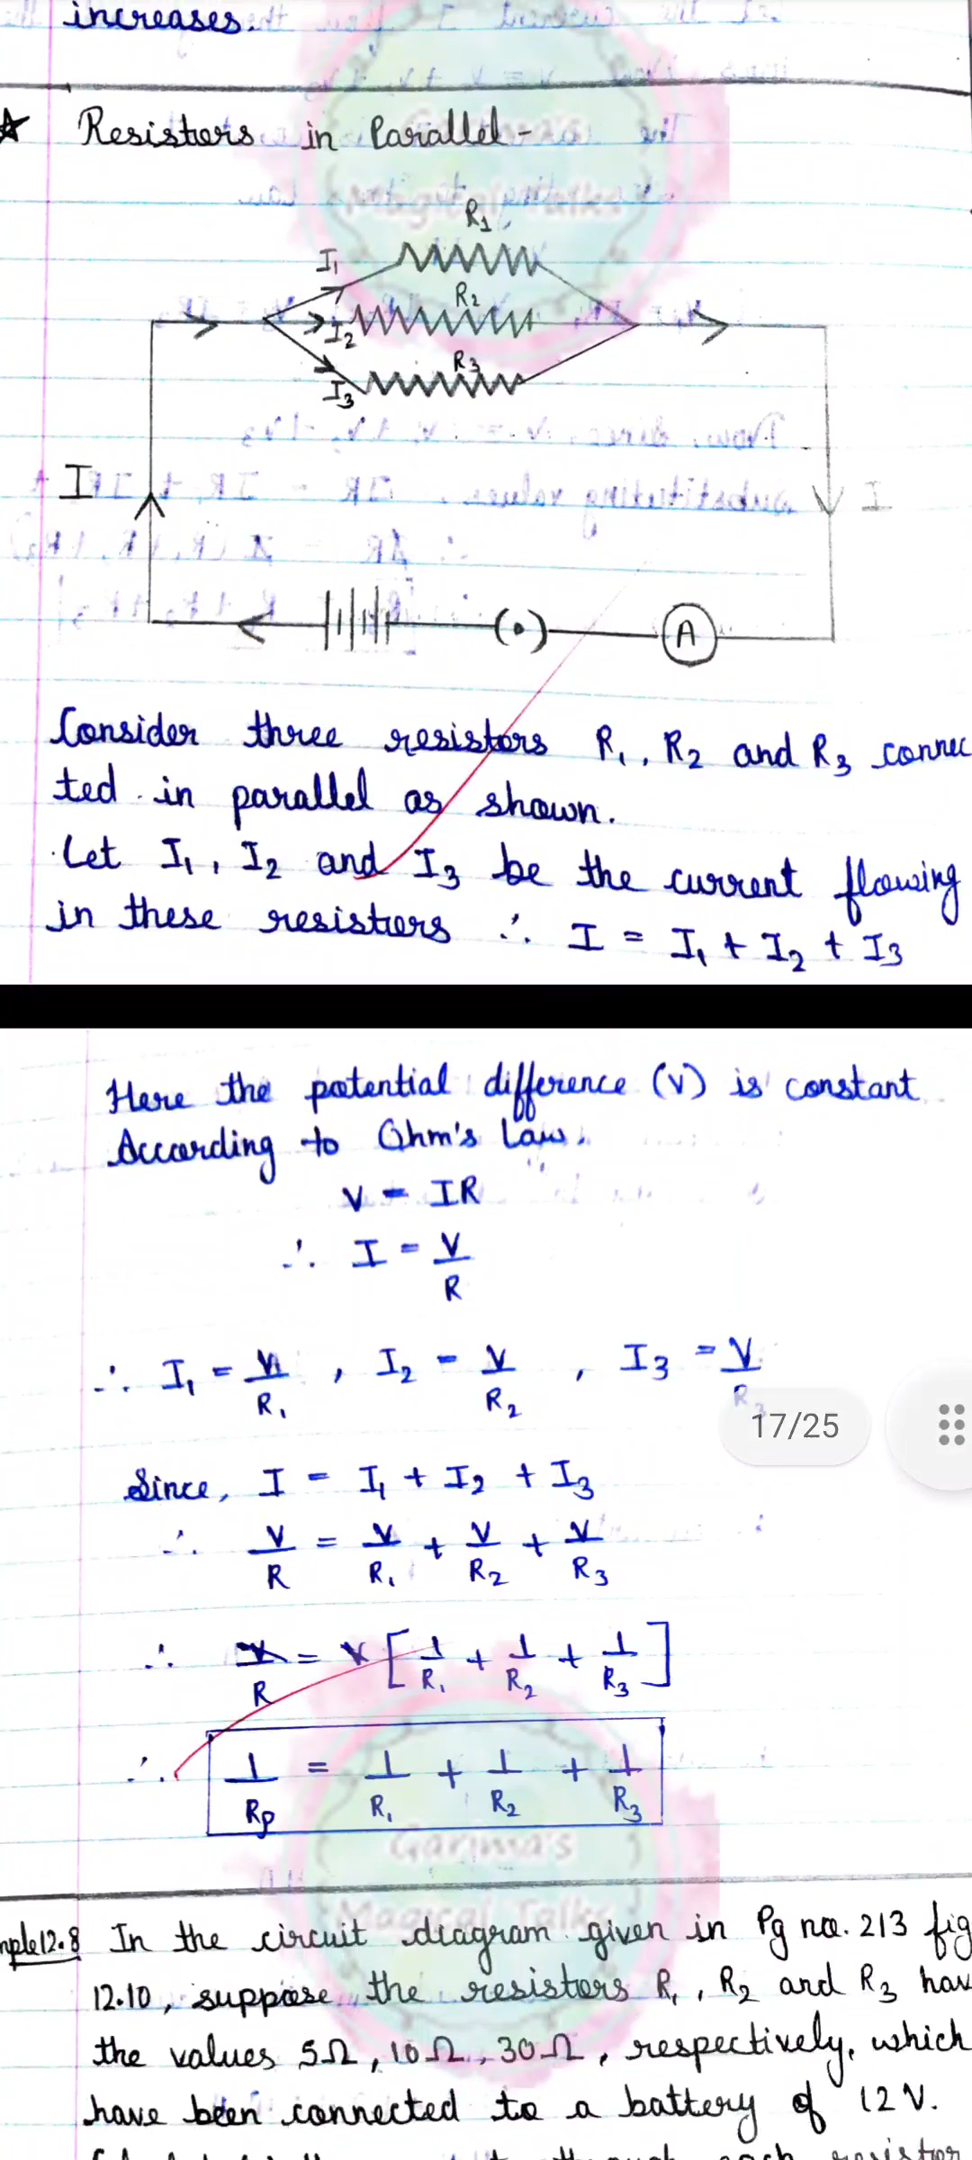 increases.
☆ Resistors in Parallel -
R₁
I₁
R₂
I₂
R₃
I₃
I
I
A
Consider three resistors R₁, R₂ and R₃ connec
ted in parallel as shown.
Let I₁, I₂ and I₃ be the current flowing
in these resistors ∴ I = I₁ + I₂ + I₃
Here the potential difference (V) is constant
According to Ohm's Law,
V = IR
∴ I = V/R
∴ I₁ = V/R₁ , I₂ = V/R₂ , I₃ = V/R₃
17/25
Since, I = I₁ + I₂ + I₃
∴ V/R = V/R₁ + V/R₂ + V/R₃
∴ V/R = V [1/R₁ + 1/R₂ + 1/R₃]
∴ 1/Rp = 1/R₁ + 1/R₂ + 1/R₃
Garima's
Magical Talks
mple12.8 In the circuit diagram given in Pg no. 213 fig
12.10, suppose the resistors R₁, R₂ and R₃ hav
the values 5Ω, 10Ω, 30Ω, respectively, which
have been connected to a battery of 12 V.
through each resistor